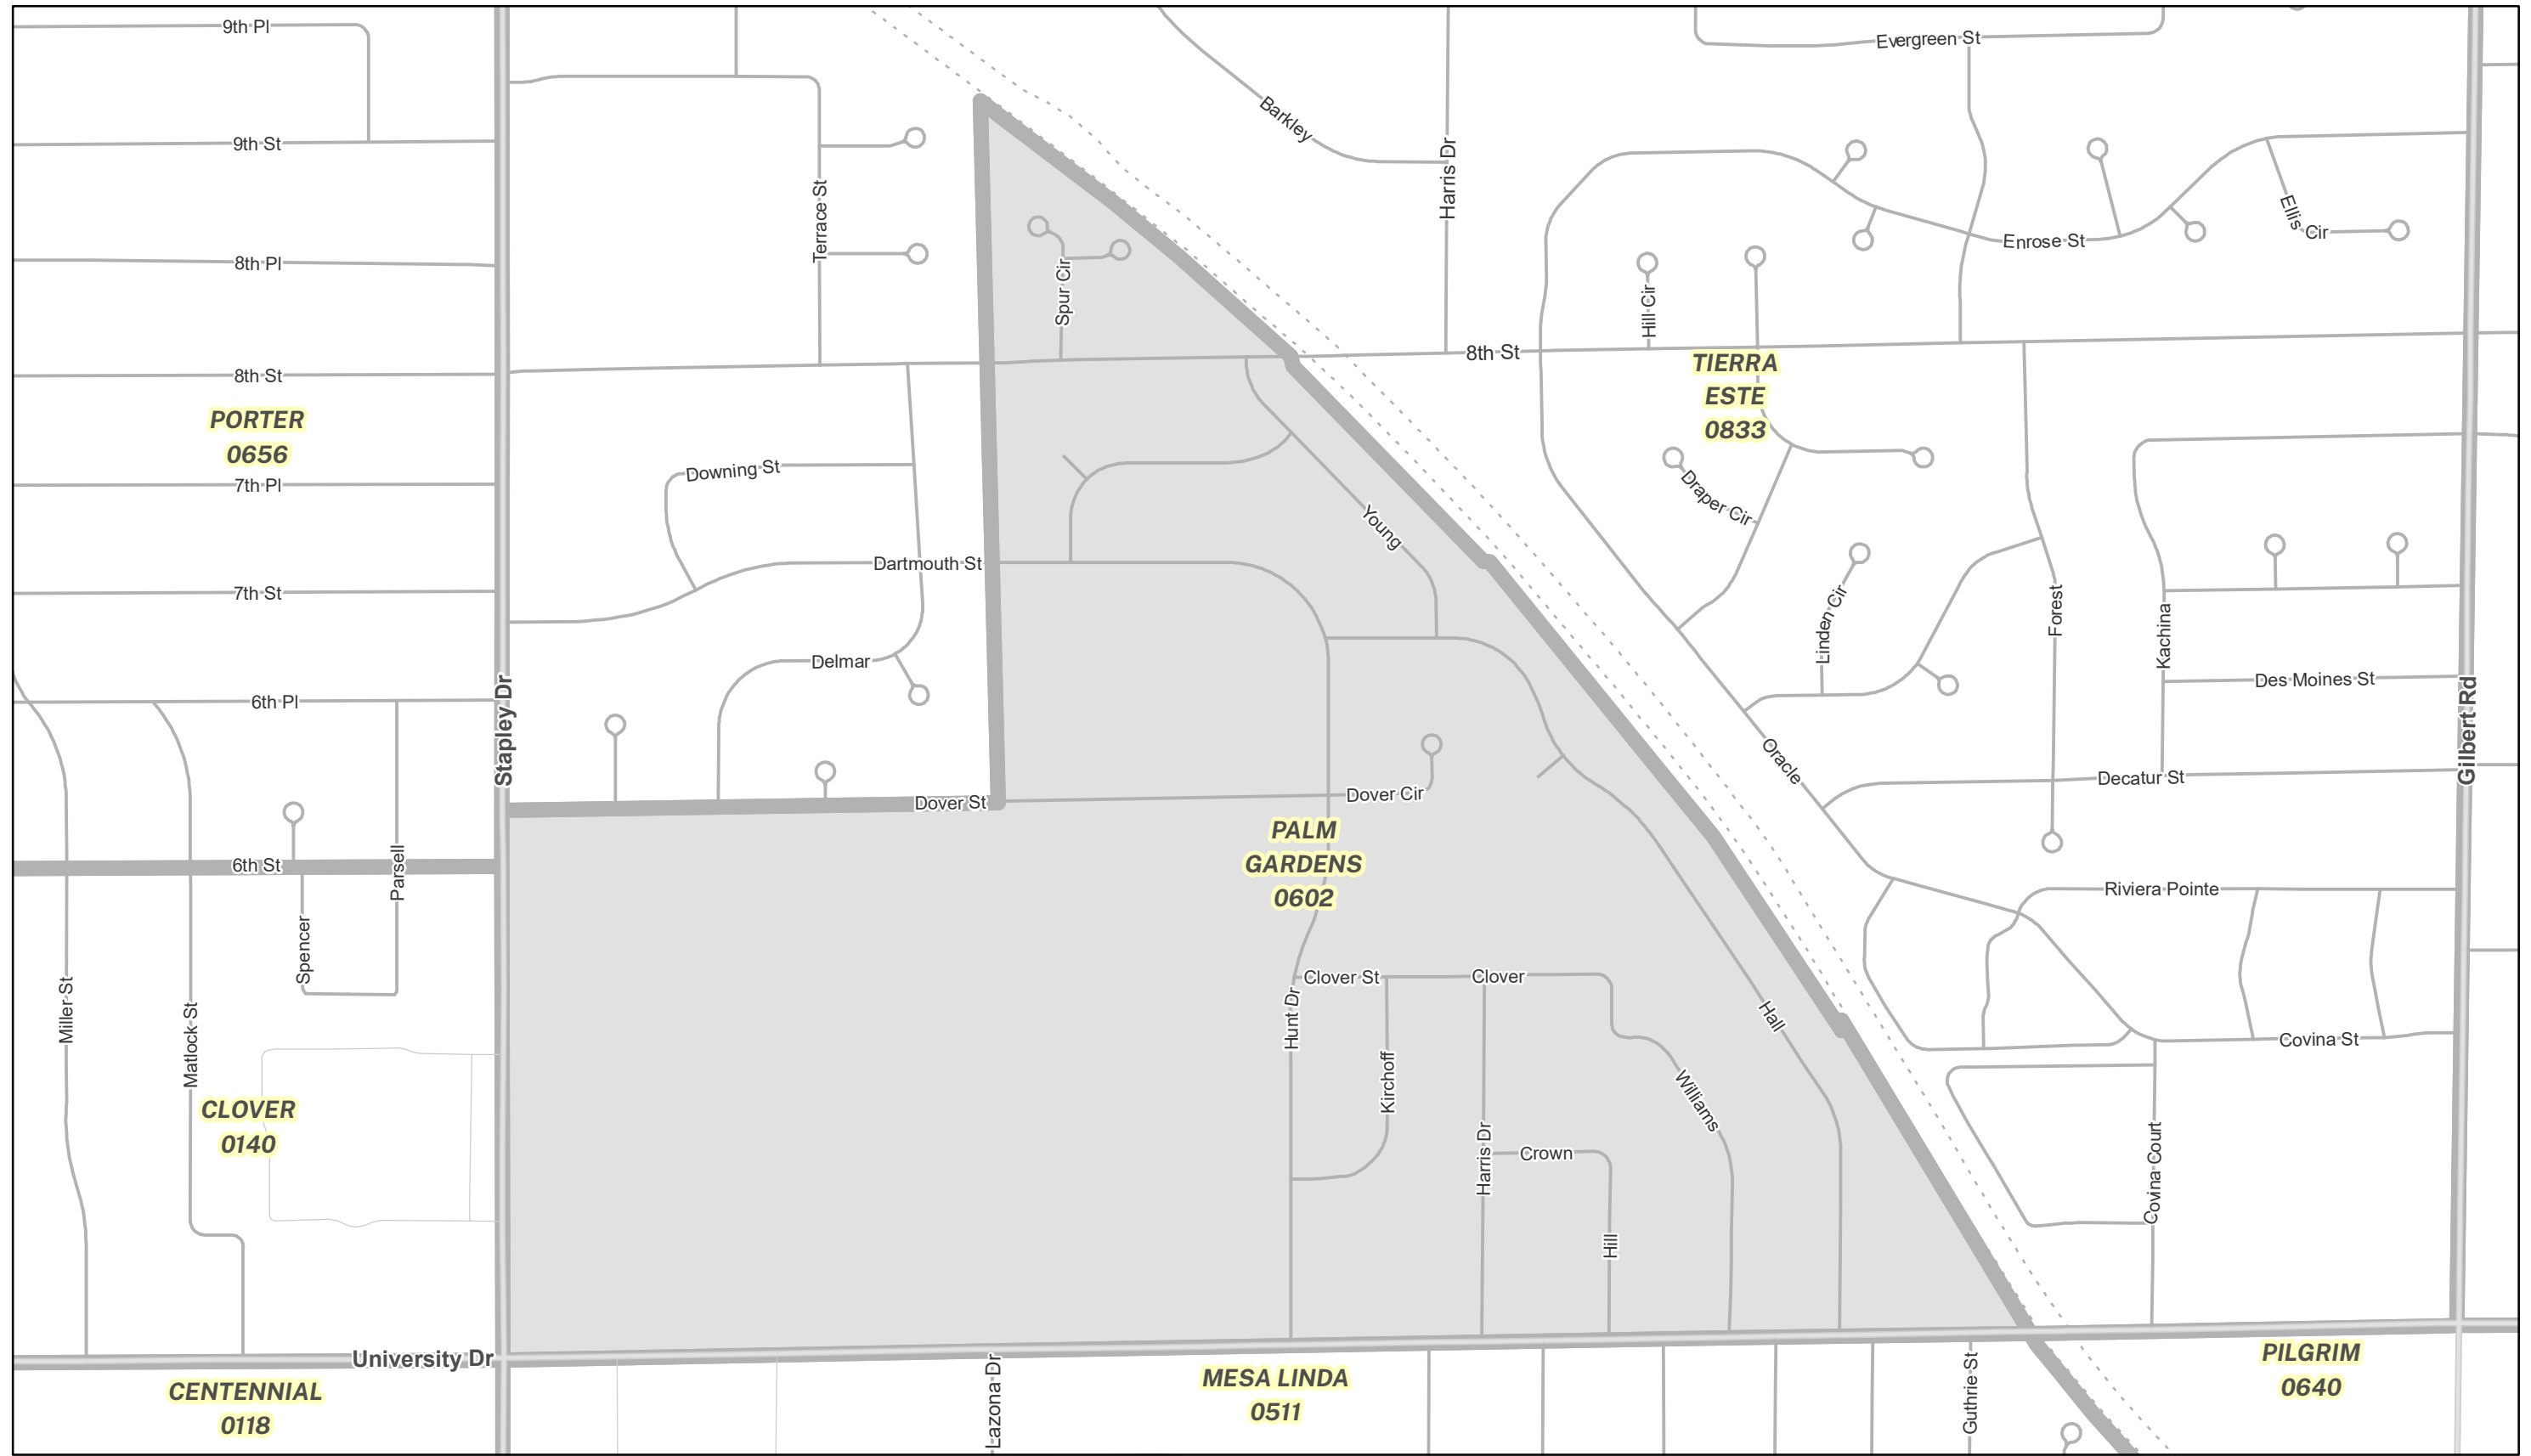 9th Pl
Evergreen St
Barkley
9th St
Harris Dr
Terrace St
Ellis Cir
Enrose St
8th Pl
Spur Cir
Hill Cir
8th St
8th St
TIERRA
ESTE
0833
PORTER
0656
Downing St
7th Pl
Draper Cir
Young
Dartmouth St
7th St
Linden Cir
Forest
Kachina
Delmar
Des Moines St
6th Pl
Stapley Dr
Gilbert Rd
Oracle
Decatur St
Dover St
Dover Cir
PALM
GARDENS
0602
6th St
Parsell
Riviera Pointe
Spencer
Clover St
Clover
Miller St
Matlock St
Hunt Dr
Hall
Covina St
Kirchoff
Williams
CLOVER
0140
Harris Dr
Crown
Covina Court
Hill
University Dr
CENTENNIAL
0118
Lazona Dr
MESA LINDA
0511
Guthrie St
PILGRIM
0640